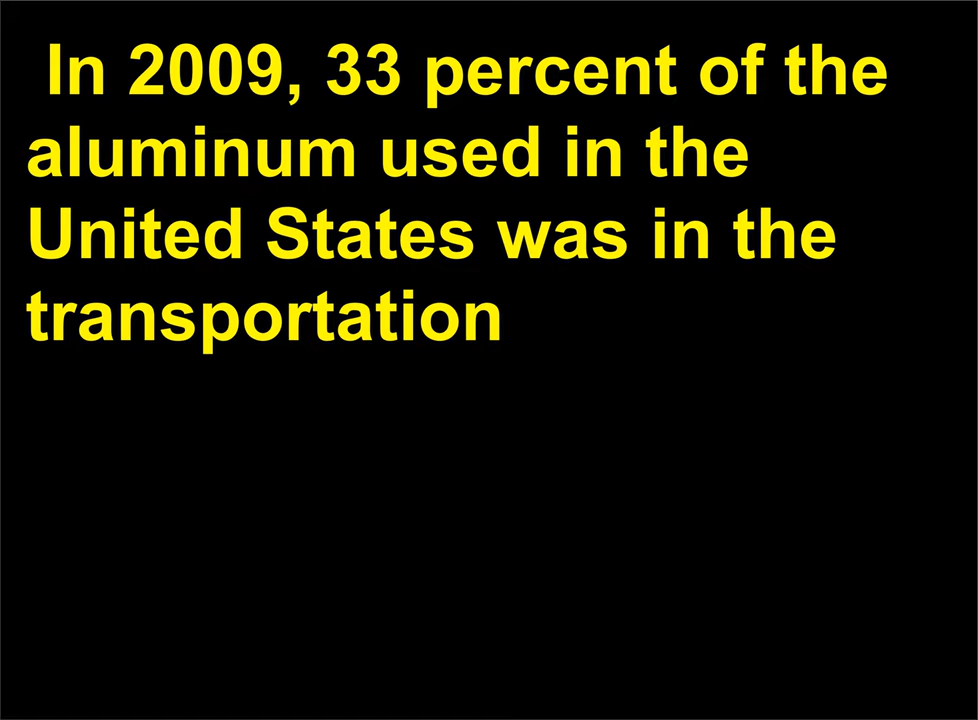 In 2009, 33 percent of the
aluminum used in the
United States was in the
transportation